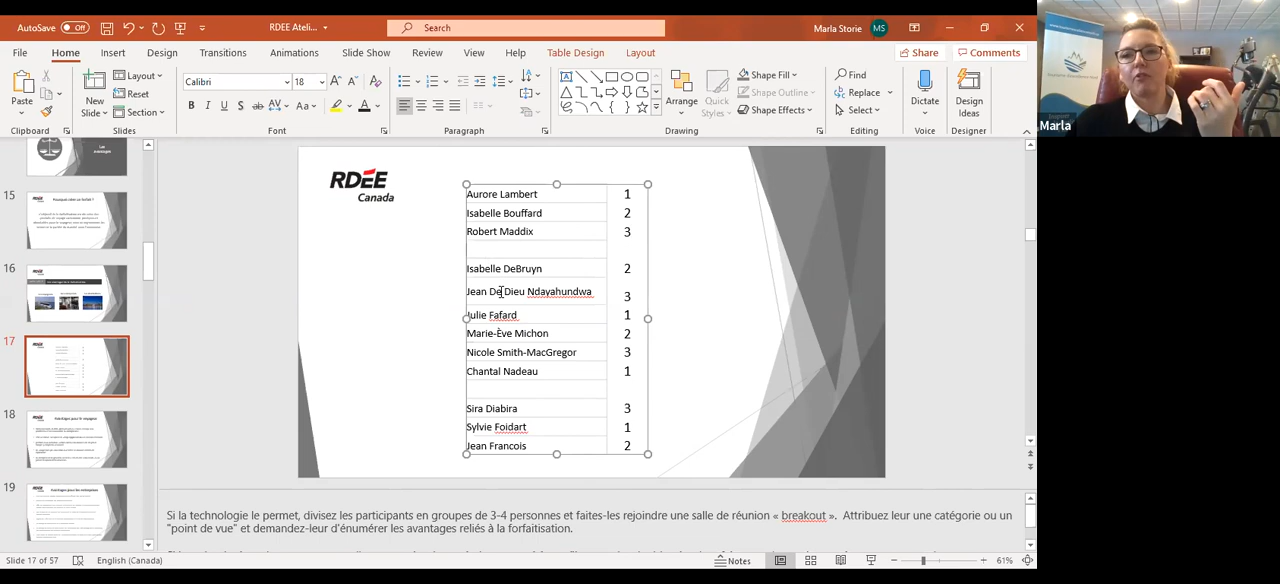 AutoSave Off RDEE Ateli... Search Marla Storie MS
File Home Insert Design Transitions Animations Slide Show Review View Help Table Design Layout Share Comments
Paste New Slide Layout Reset Section Calibri 18 Arrange Quick Styles Shape Fill Shape Outline Shape Effects Find Replace Select Dictate Design Ideas
Clipboard Slides Font Paragraph Drawing Editing Voice Designer
Marla
15
16
17
18
19
RDÉE
Canada
Aurore Lambert 1
Isabelle Bouffard 2
Robert Maddix 3
Isabelle DeBruyn 2
Jean De Dieu Ndayahundwa 3
Julie Fafard 1
Marie-Ève Michon 2
Nicole Smith-MacGregor 3
Chantal Nadeau 1
Sira Diabira 3
Sylvie Foidart 1
Jean Francois 2
Si la technologie le permet, divisez les participants en groupes de 3-4 personnes et faites-les rejoindre une salle de réunion « breakout ». Attribuez leur une catégorie ou un
"point de vue" et demandez-leur d'énumérer les avantages reliés à la forfaitisation.
Slide 17 of 57 English (Canada) Notes 61%